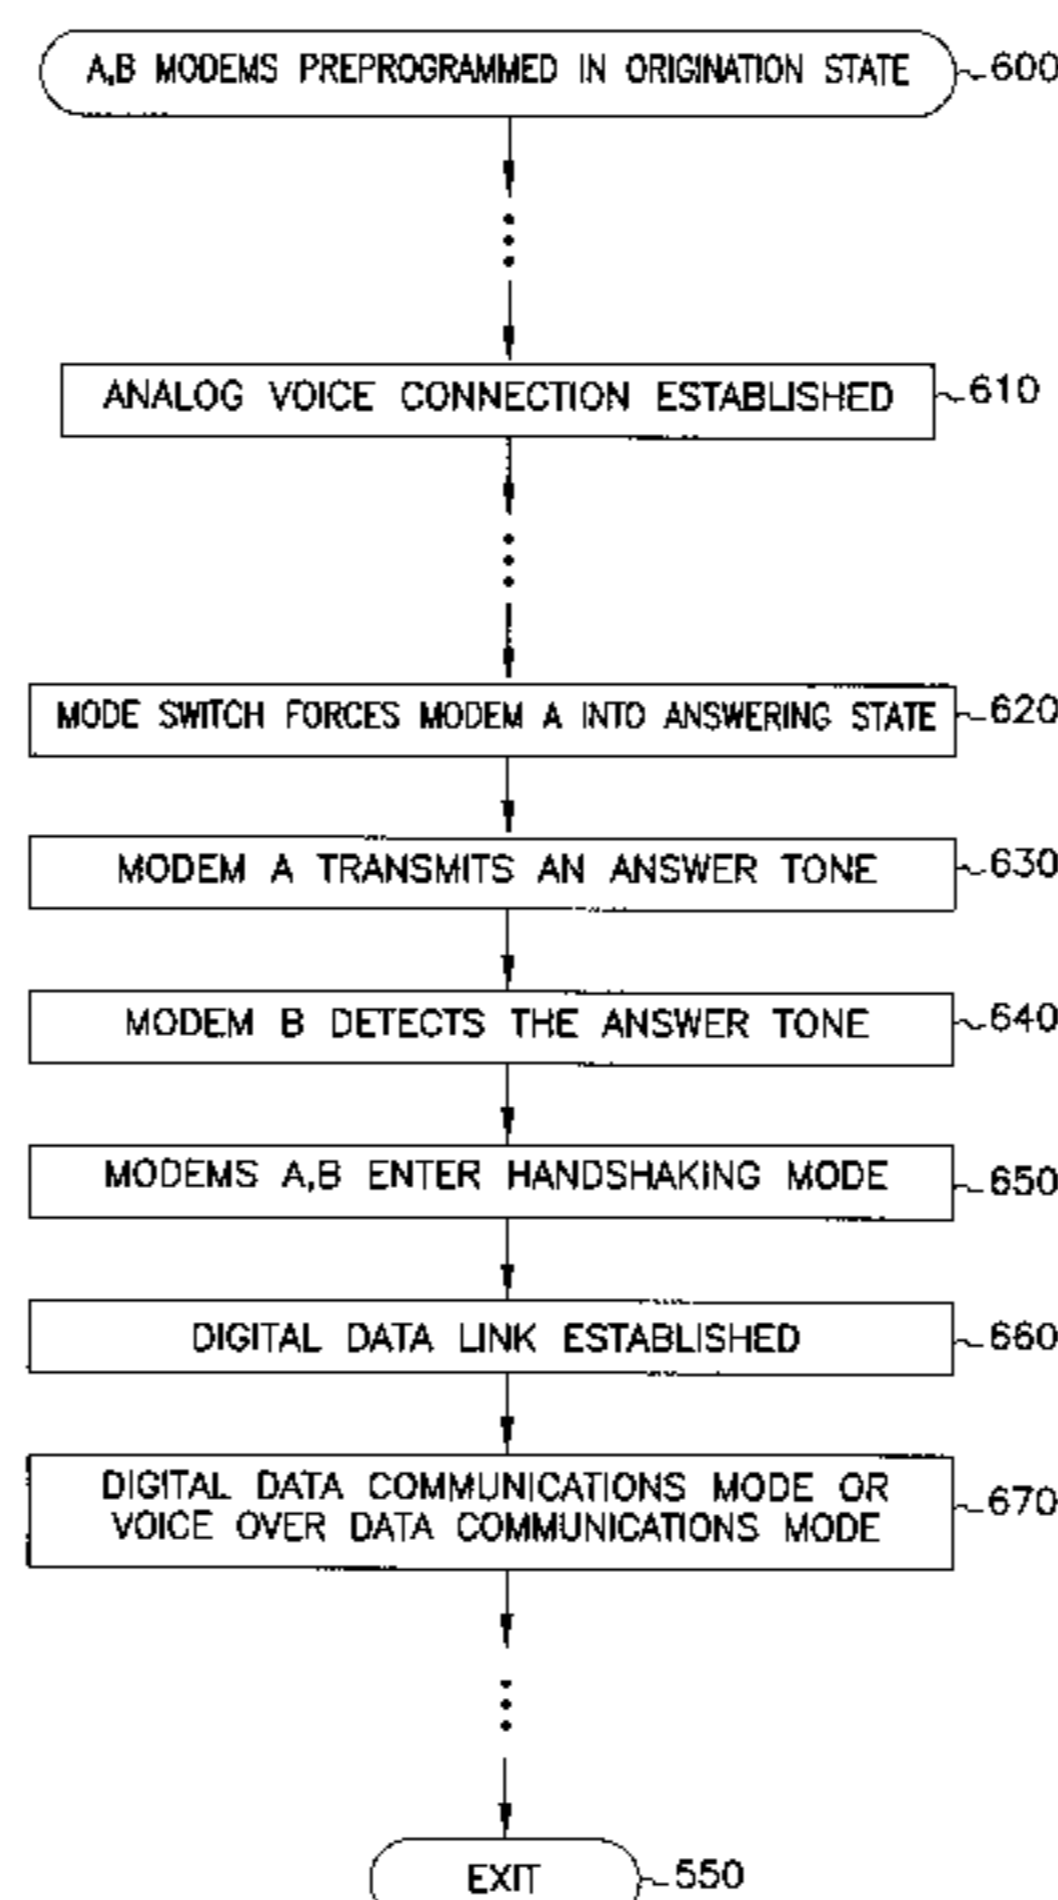 A,B MODEMS PREPROGRAMMED IN ORIGINATION STATE 600
ANALOG VOICE CONNECTION ESTABLISHED 610
MODE SWITCH FORCES MODEM A INTO ANSWERING STATE 620
MODEM A TRANSMITS AN ANSWER TONE 630
MODEM B DETECTS THE ANSWER TONE 640
MODEMS A,B ENTER HANDSHAKING MODE 650
DIGITAL DATA LINK ESTABLISHED 660
DIGITAL DATA COMMUNICATIONS MODE OR
VOICE OVER DATA COMMUNICATIONS MODE 670
EXIT 550